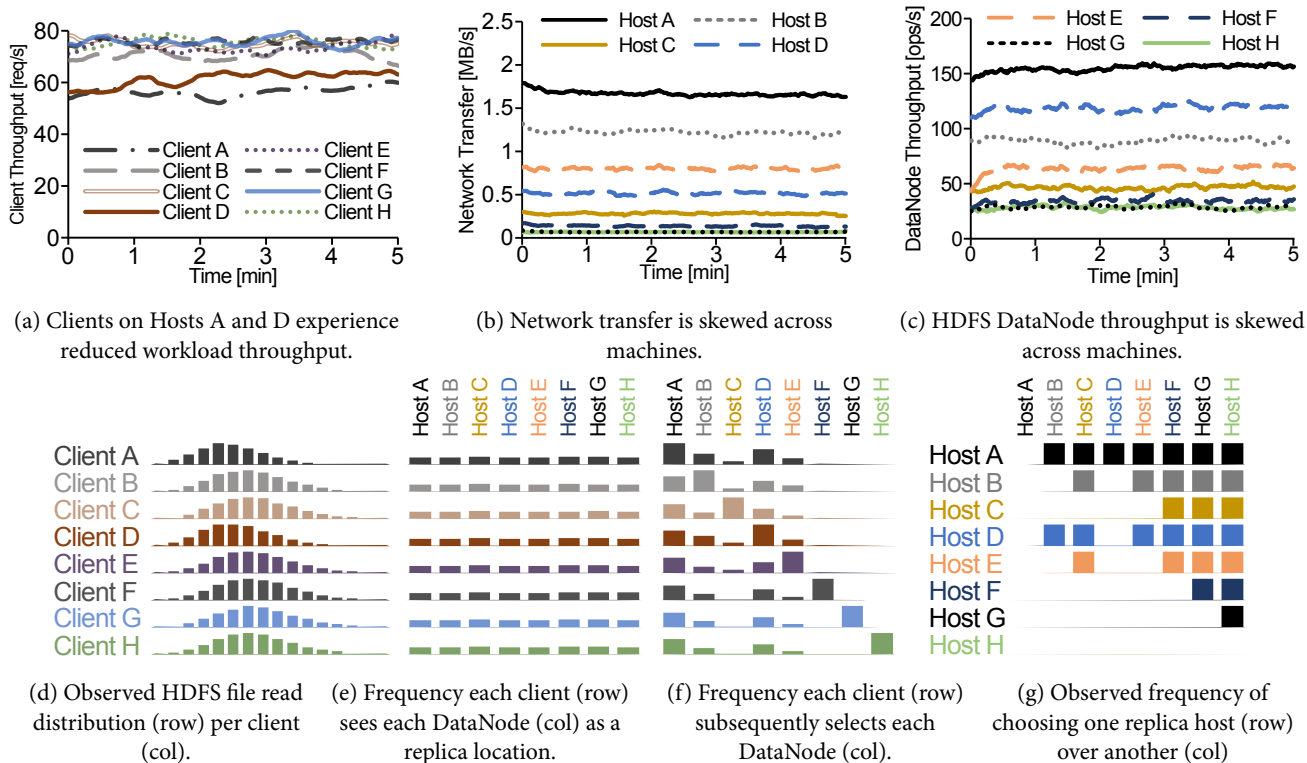 80
60
40
20
0
Client Throughput [req/s]
Client A
Client B
Client C
Client D
Client E
Client F
Client G
Client H
0 1 2 3 4 5
Time [min]
(a) Clients on Hosts A and D experience
reduced workload throughput.
Host A
Host B
Host C
Host D
2.5
2
1.5
1
0.5
0
Network Transfer [MB/s]
0 1 2 3 4 5
Time [min]
(b) Network transfer is skewed across
machines.
Host E
Host F
Host G
Host H
200
150
100
50
0
DataNode Throughput [ops/s]
0 1 2 3 4 5
Time [min]
(c) HDFS DataNode throughput is skewed
across machines.
Client A
Client B
Client C
Client D
Client E
Client F
Client G
Client H
(d) Observed HDFS file read
distribution (row) per client
(col).
Host A
Host B
Host C
Host D
Host E
Host F
Host G
Host H
(e) Frequency each client (row)
sees each DataNode (col) as a
replica location.
Host A
Host B
Host C
Host D
Host E
Host F
Host G
Host H
(f) Frequency each client (row)
subsequently selects each
DataNode (col).
Host A
Host B
Host C
Host D
Host E
Host F
Host G
Host H
Host A
Host B
Host C
Host D
Host E
Host F
Host G
Host H
(g) Observed frequency of
choosing one replica host (row)
over another (col)